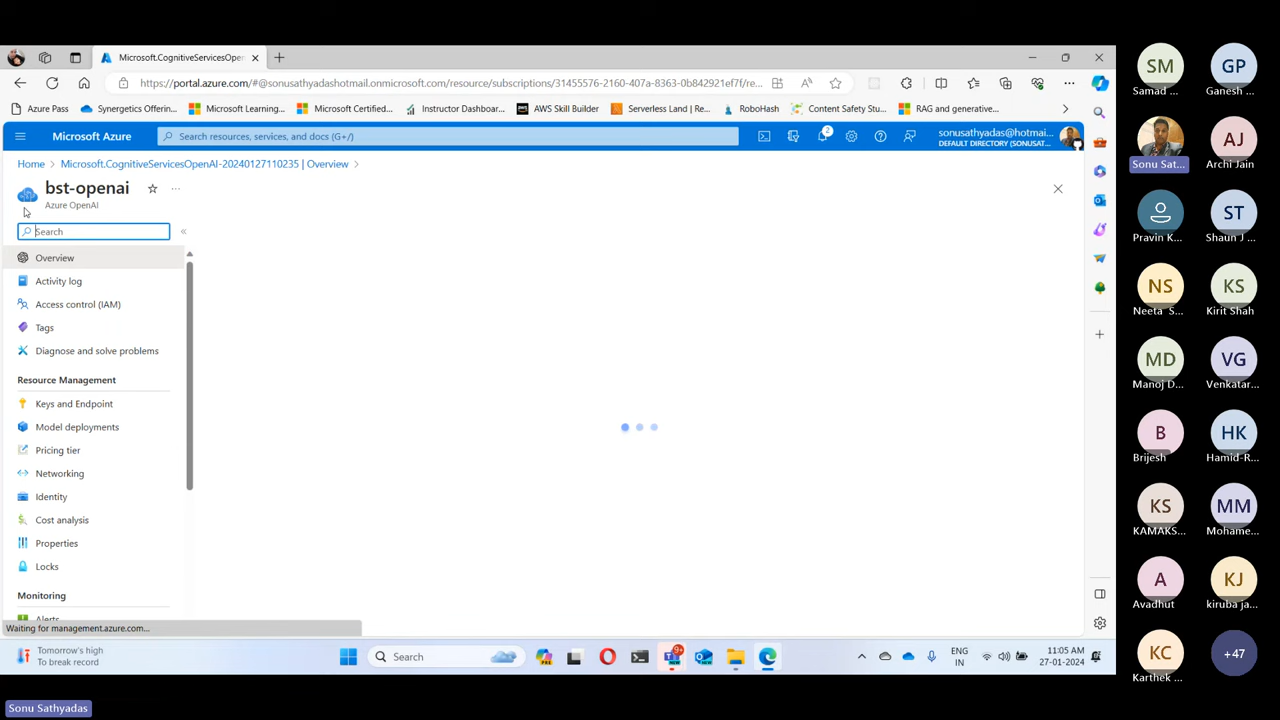 Microsoft.CognitiveServicesOpen
https://portal.azure.com/#@sonusathyadashotmail.onmicrosoft.com/resource/subscriptions/31455576-2160-407a-8363-0b842921ef7f/re...
Azure Pass
Synergetics Offerin...
Microsoft Learning...
Microsoft Certified...
Instructor Dashboar...
AWS Skill Builder
Serverless Land | Re...
RoboHash
Content Safety Stu...
RAG and generative...
Microsoft Azure
Search resources, services, and docs (G+/)
2
sonusathyadas@hotmai...
DEFAULT DIRECTORY (SONUSAT...
Home > Microsoft.CognitiveServicesOpenAI-20240127110235 | Overview >
bst-openai
Azure OpenAI
Search
Overview
Activity log
Access control (IAM)
Tags
Diagnose and solve problems
Resource Management
Keys and Endpoint
Model deployments
Pricing tier
Networking
Identity
Cost analysis
Properties
Locks
Monitoring
Alerts
Waiting for management.azure.com...
Tomorrow's high
To break record
Search
PRE
9+
NEW
NEW
ENG
IN
11:05 AM
27-01-2024
Sonu Sathyadas
SM
Samad ...
GP
Ganesh ...
Sonu Sat...
AJ
Archi Jain
Pravin K...
ST
Shaun J ...
NS
Neeta S...
KS
Kirit Shah
MD
Manoj D...
VG
Venkatar...
B
Brijesh
HK
Hamid-R...
KS
KAMAKS...
MM
Mohame...
A
Avadhut
KJ
kiruba ja...
KC
Karthek ...
+47